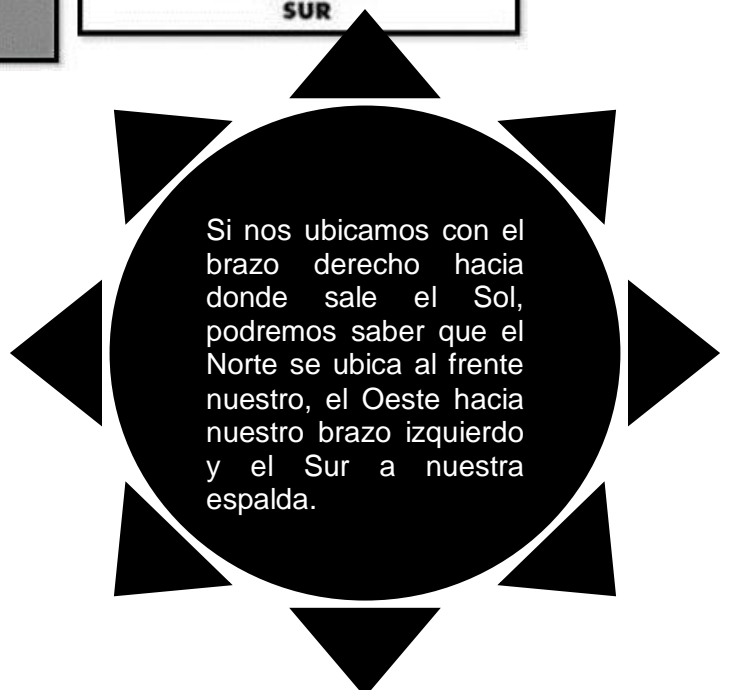 SUR
Si nos ubicamos con el
brazo derecho hacia
donde sale el Sol,
podremos saber que el
Norte se ubica al frente
nuestro, el Oeste hacia
nuestro brazo izquierdo
y el Sur a nuestra
espalda.